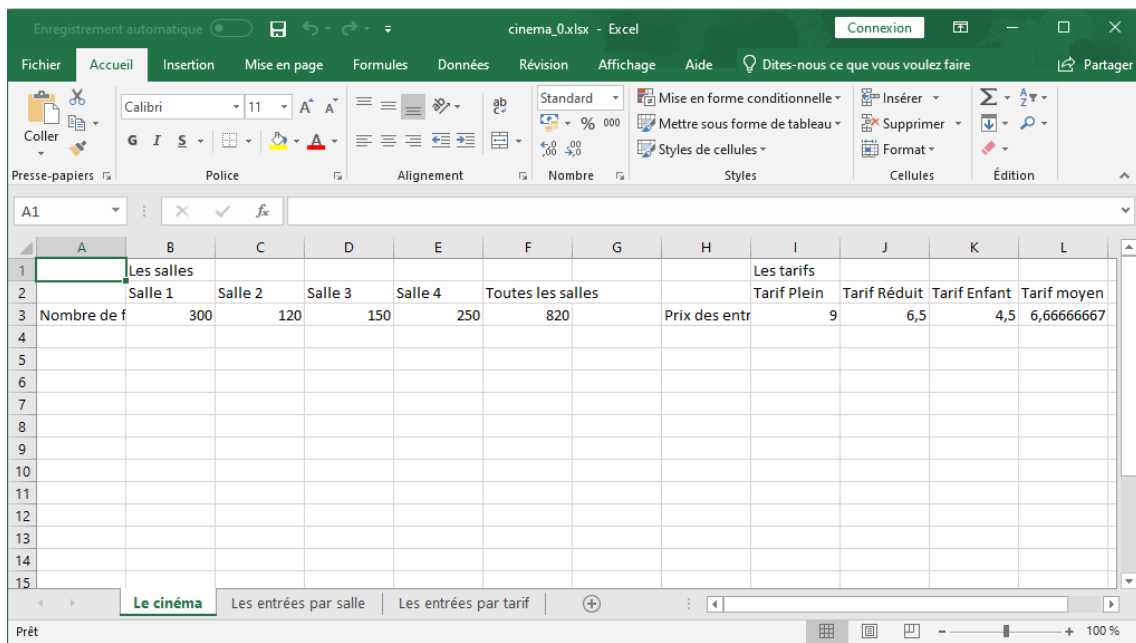 Enregistrement automatique
cinema_0.xlsx - Excel
Connexion
Fichier Accueil Insertion Mise en page Formules Données Révision Affichage Aide Dites-nous ce que vous voulez faire Partager
Coller
Calibri 11 A A
ab
Standard
Mise en forme conditionnelle
Insérer
G I S
A
% 000
Mettre sous forme de tableau
Supprimer
Styles de cellules
Format
Presse-papiers Police Alignement Nombre Styles Cellules Édition
A1 fx
A B C D E F G H I J K L
1 Les salles Les tarifs
2 Salle 1 Salle 2 Salle 3 Salle 4 Toutes les salles Tarif Plein Tarif Réduit Tarif Enfant Tarif moyen
3 Nombre de f 300 120 150 250 820 Prix des entr 9 6,5 4,5 6,66666667
4
5
6
7
8
9
10
11
12
13
14
15
Le cinéma Les entrées par salle Les entrées par tarif
Prêt 100 %